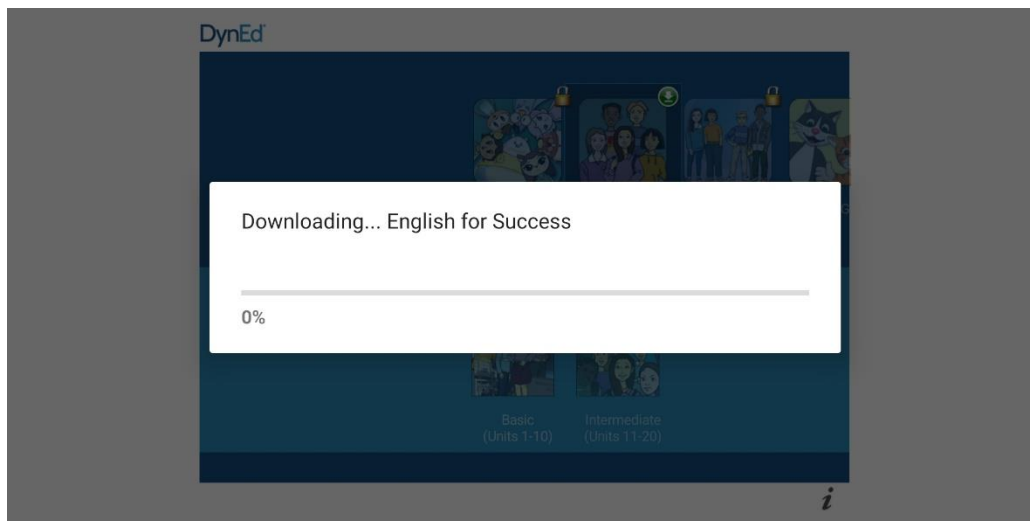 DynEd
Downloading... English for Success
0%
Basic
(Units 1-10)
Intermediate
(Units 11-20)
i